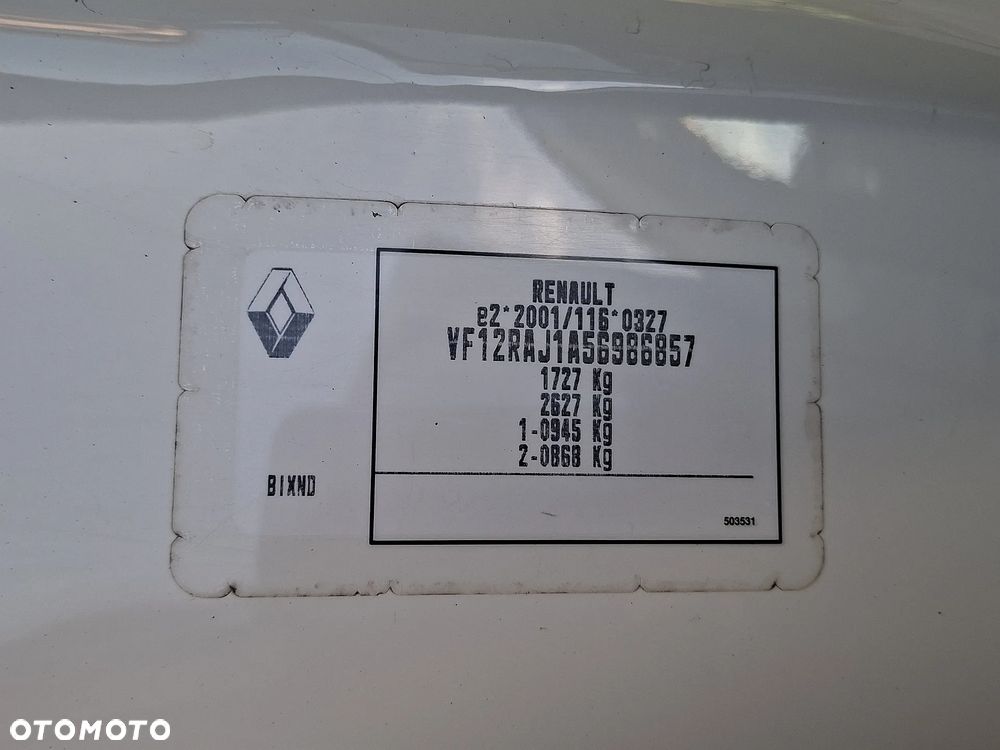 RENAULT
e2*2001/116*0327
VF12RAJ1A56986857
1727 Kg
2627 Kg
1-0945 Kg
2-0868 Kg
BIXND
503531
OTOMOTO